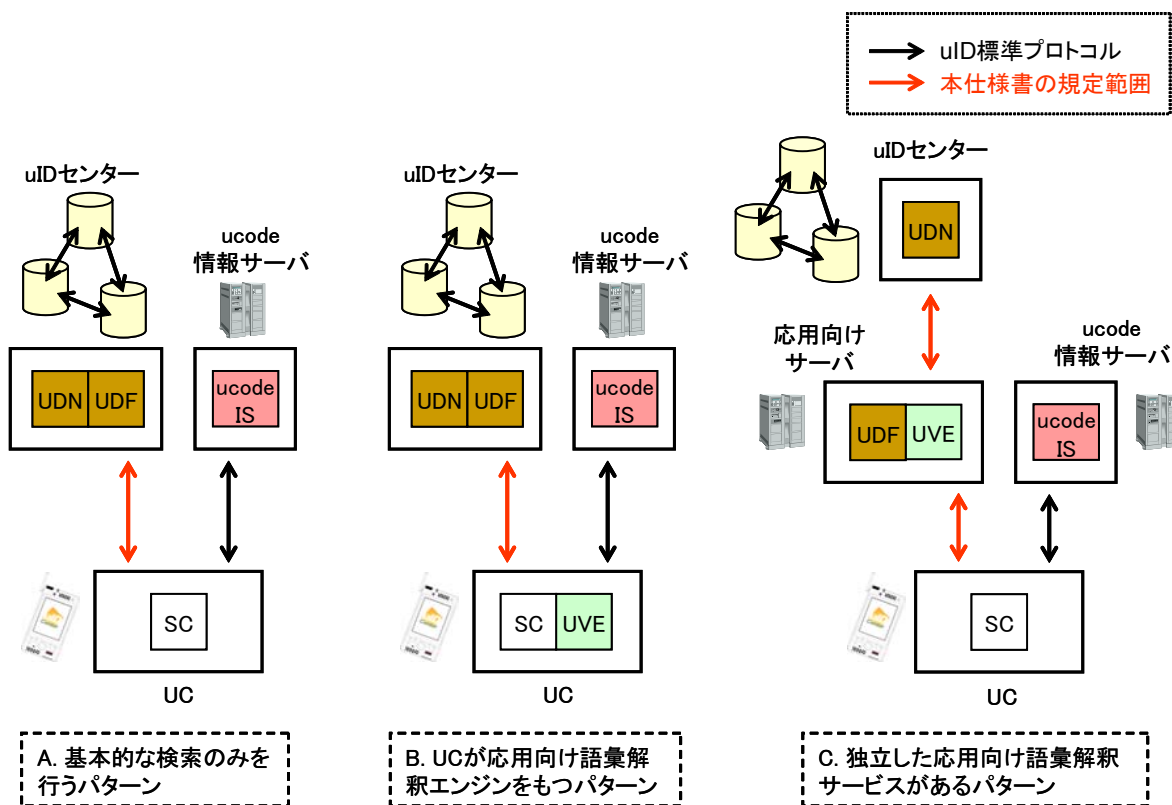 uID標準プロトコル
本仕様書の規定範囲
uIDセンター
ucode
情報サーバ
UDN UDF
ucode
IS
SC
UC
A. 基本的な検索のみを
行うパターン
uIDセンター
ucode
情報サーバ
UDN UDF
ucode
IS
SC UVE
UC
B. UCが応用向け語彙解
釈エンジンをもつパターン
uIDセンター
UDN
応用向け
サーバ
ucode
情報サーバ
UDF UVE
ucode
IS
SC
UC
C. 独立した応用向け語彙解釈
サービスがあるパターン